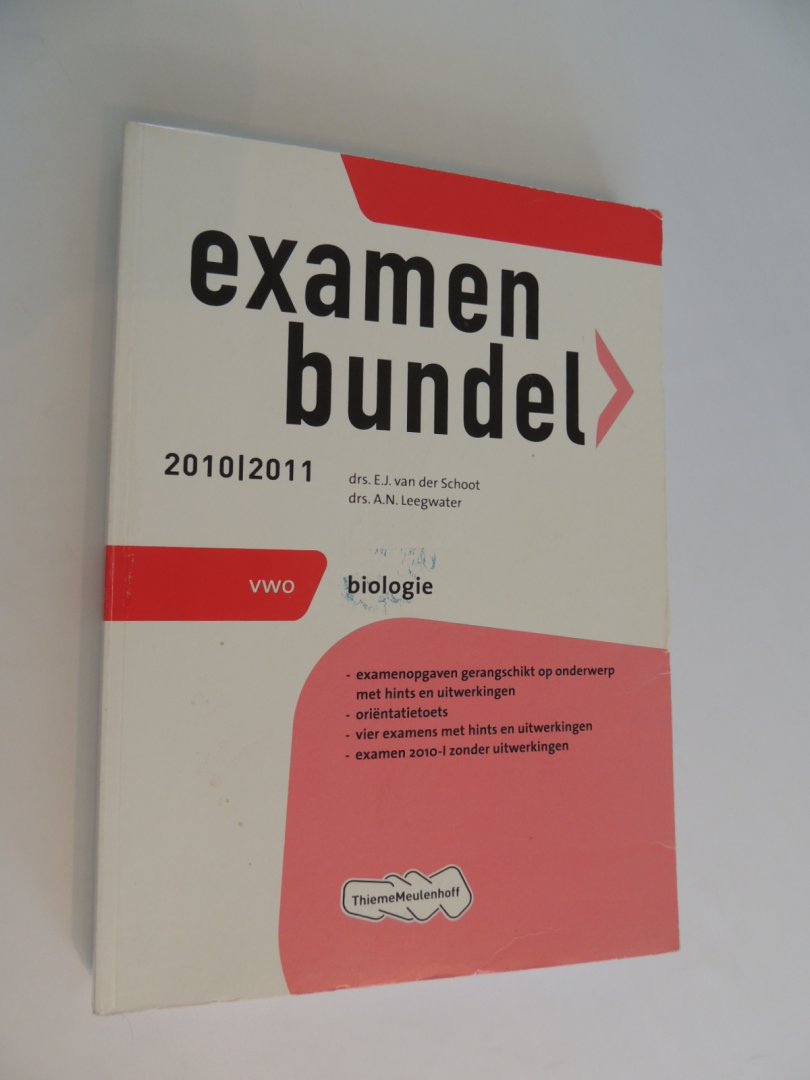 examen
bundel
2010|2011
drs. E.J. van der Schoot
drs. A.N. Leegwater
vwo
biologie
- examenopgaven gerangschikt op onderwerp
met hints en uitwerkingen
- oriëntatietoets
- vier examens met hints en uitwerkingen
- examen 2010-I zonder uitwerkingen
ThiemeMeulenhoff